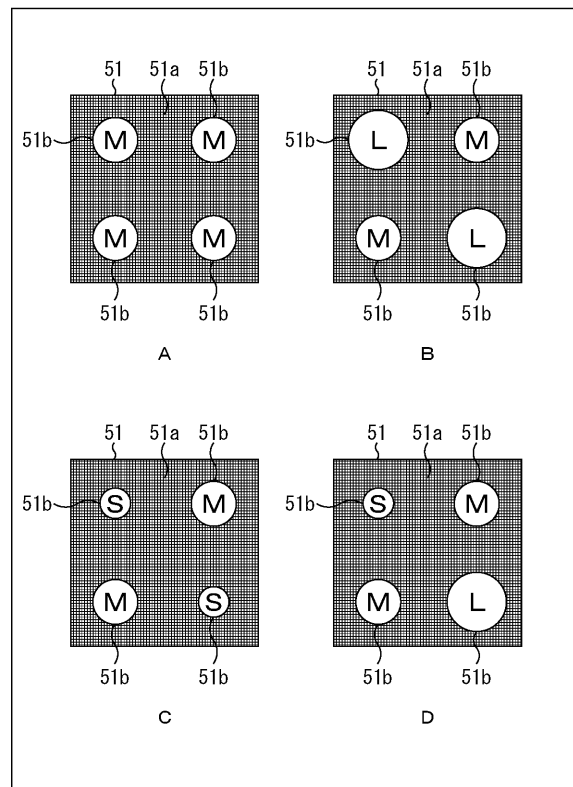 51 51a 51b 51 51a 51b
51b M M 51b L M
M M M L
51b 51b 51b 51b
A B
51 51a 51b 51 51a 51b
51b S M 51b S M
M S M L
51b 51b 51b 51b
C D